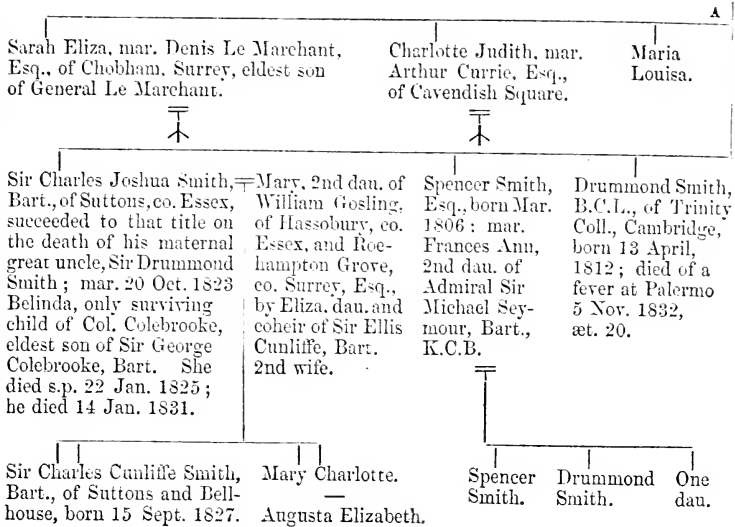 A
Sarah Eliza, mar. Denis Le Marchant,
Esq., of Chobham, Surrey, eldest son
of General Le Marchant.
Charlotte Judith, mar.
Arthur Currie, Esq.,
of Cavendish Square.
Maria
Louisa.
Sir Charles Joshua Smith,
Bart., of Suttons, co. Essex,
succeeded to that title on
the death of his maternal
great uncle, Sir Drummond
Smith; mar. 20 Oct. 1823
Belinda, only surviving
child of Col. Colebrooke,
eldest son of Sir George
Colebrooke, Bart. She
died s.p. 22 Jan. 1825;
he died 14 Jan. 1831.
Mary, 2nd dau. of
William Gosling,
of Hassobury, co.
Essex, and Roe-
hampton Grove,
co. Surrey, Esq.,
by Eliza, dau. and
coheir of Sir Ellis
Cunliffe, Bart.
2nd wife.
Spencer Smith,
Esq., born Mar.
1806: mar.
Frances Ann,
2nd dau. of
Admiral Sir
Michael Sey-
mour, Bart.,
K.C.B.
Drummond Smith,
B.C.L., of Trinity
Coll., Cambridge,
born 13 April,
1812; died of a
fever at Palermo
5 Nov. 1832,
æt. 20.
Sir Charles Cunliffe Smith,
Bart., of Suttons and Bell-
house, born 15 Sept. 1827.
Mary Charlotte.
—
Augusta Elizabeth.
Spencer
Smith.
Drummond
Smith.
One
dau.